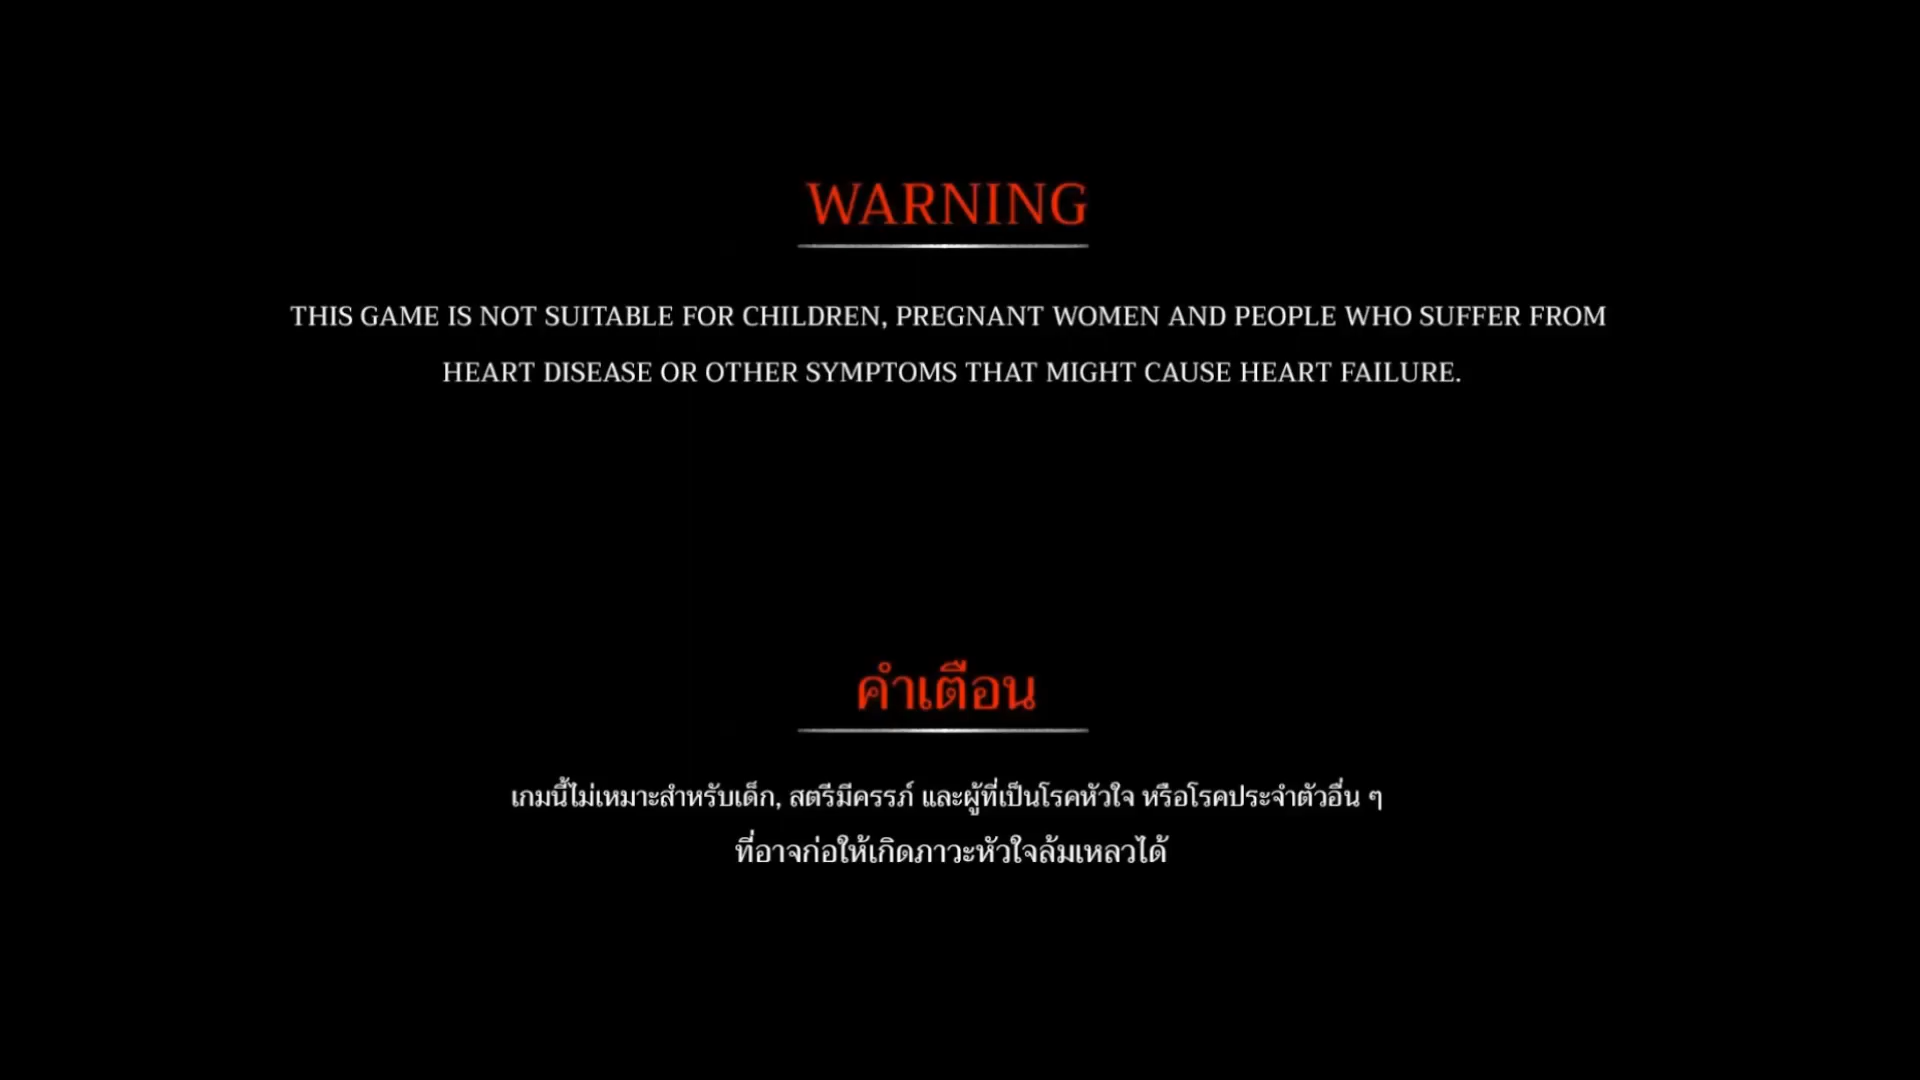 WARNING
THIS GAME IS NOT SUITABLE FOR CHILDREN, PREGNANT WOMEN AND PEOPLE WHO SUFFER FROM
HEART DISEASE OR OTHER SYMPTOMS THAT MIGHT CAUSE HEART FAILURE.
คำเตือน
เกมนี้ไม่เหมาะสำหรับเด็ก, สตรีมีครรภ์ และผู้ที่เป็นโรคหัวใจ หรือโรคประจำตัวอื่น ๆ
ที่อาจก่อให้เกิดภาวะหัวใจล้มเหลวได้